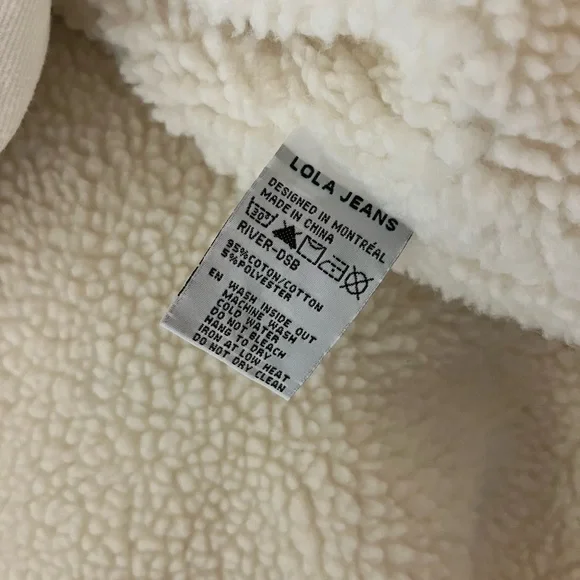 LOLA JEANS
DESIGNED IN MONTRÉAL
MADE IN CHINA
30°
RIVER-DSB
95%COTON/COTTON
5%POLYESTER
EN WASH INSIDE OUT
MACHINE WASH
COLD WATER
DO NOT BLEACH
HANG TO DRY
IRON AT LOW HEAT
DO NOT DRY CLEAN